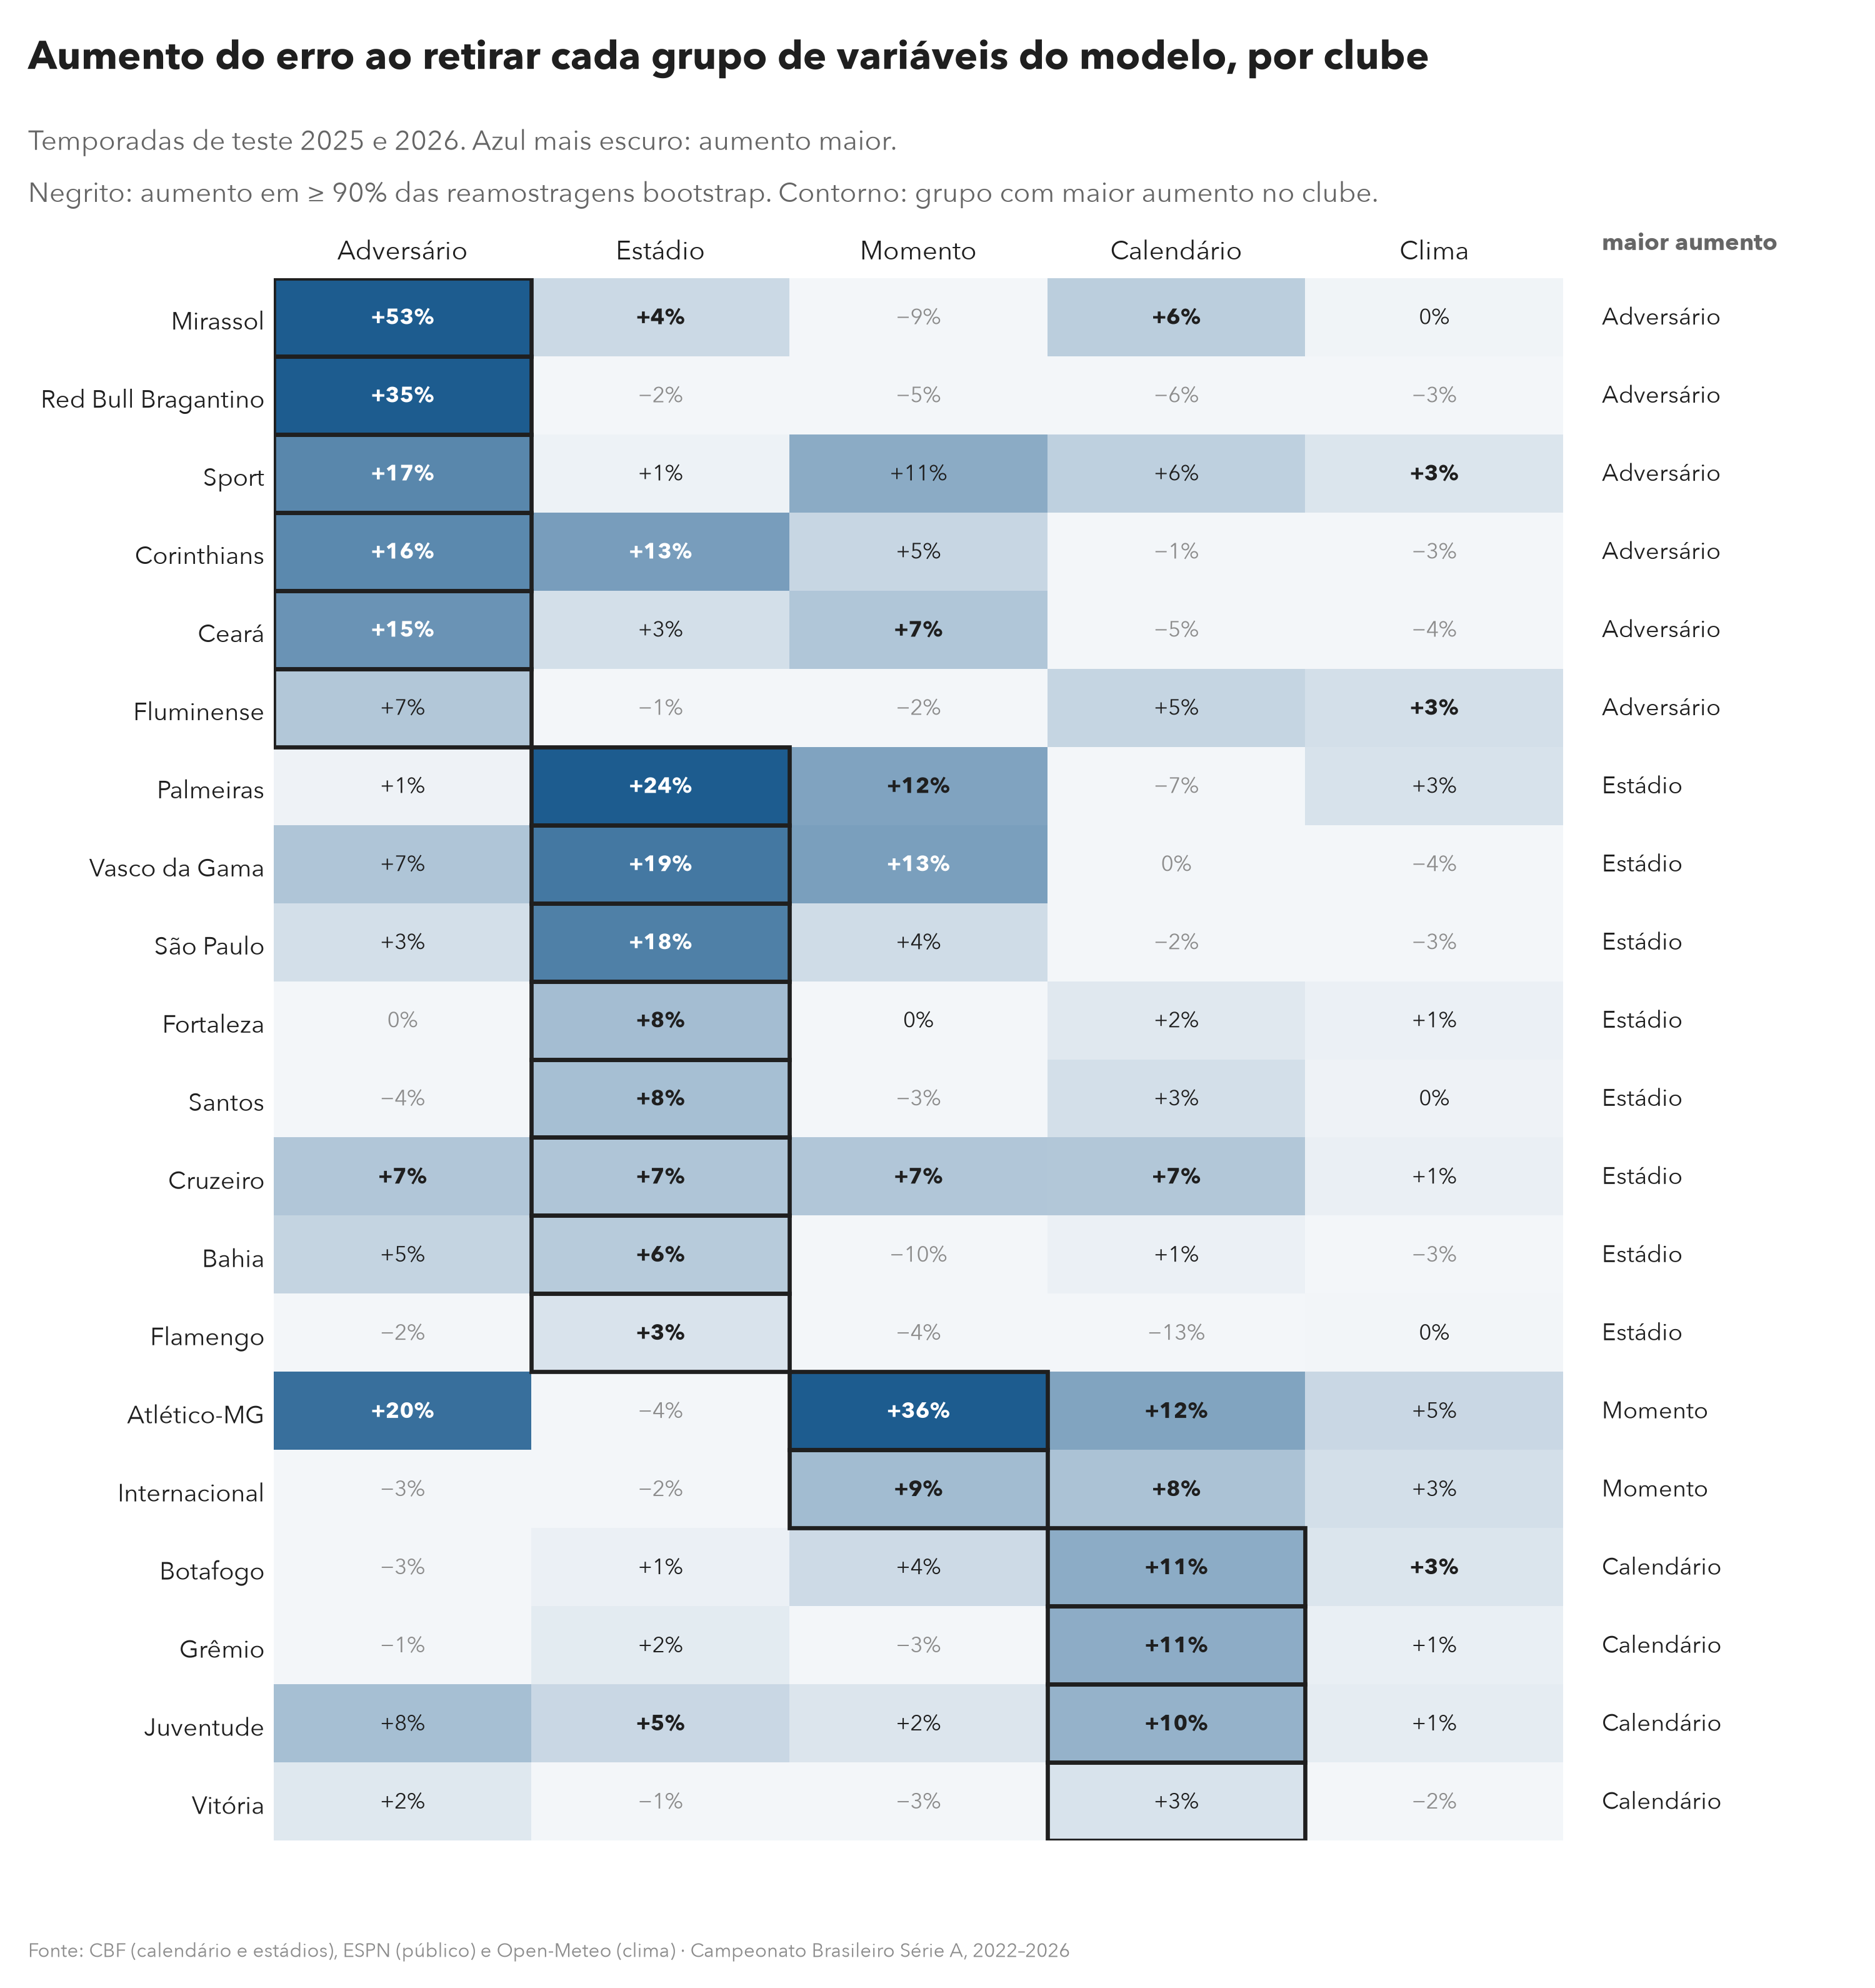 Aumento do erro ao retirar cada grupo de variáveis do modelo, por clube
Temporadas de teste 2025 e 2026. Azul mais escuro: aumento maior.
Negrito: aumento em ≥ 90% das reamostragens bootstrap. Contorno: grupo com maior aumento no clube.
Adversário Estádio Momento Calendário Clima maior aumento
Mirassol +53% +4% −9% +6% 0% Adversário
Red Bull Bragantino +35% −2% −5% −6% −3% Adversário
Sport +17% +1% +11% +6% +3% Adversário
Corinthians +16% +13% +5% −1% −3% Adversário
Ceará +15% +3% +7% −5% −4% Adversário
Fluminense +7% −1% −2% +5% +3% Adversário
Palmeiras +1% +24% +12% −7% +3% Estádio
Vasco da Gama +7% +19% +13% 0% −4% Estádio
São Paulo +3% +18% +4% −2% −3% Estádio
Fortaleza 0% +8% 0% +2% +1% Estádio
Santos −4% +8% −3% +3% 0% Estádio
Cruzeiro +7% +7% +7% +7% +1% Estádio
Bahia +5% +6% −10% +1% −3% Estádio
Flamengo −2% +3% −4% −13% 0% Estádio
Atlético-MG +20% −4% +36% +12% +5% Momento
Internacional −3% −2% +9% +8% +3% Momento
Botafogo −3% +1% +4% +11% +3% Calendário
Grêmio −1% +2% −3% +11% +1% Calendário
Juventude +8% +5% +2% +10% +1% Calendário
Vitória +2% −1% −3% +3% −2% Calendário
Fonte: CBF (calendário e estádios), ESPN (público) e Open-Meteo (clima) · Campeonato Brasileiro Série A, 2022–2026